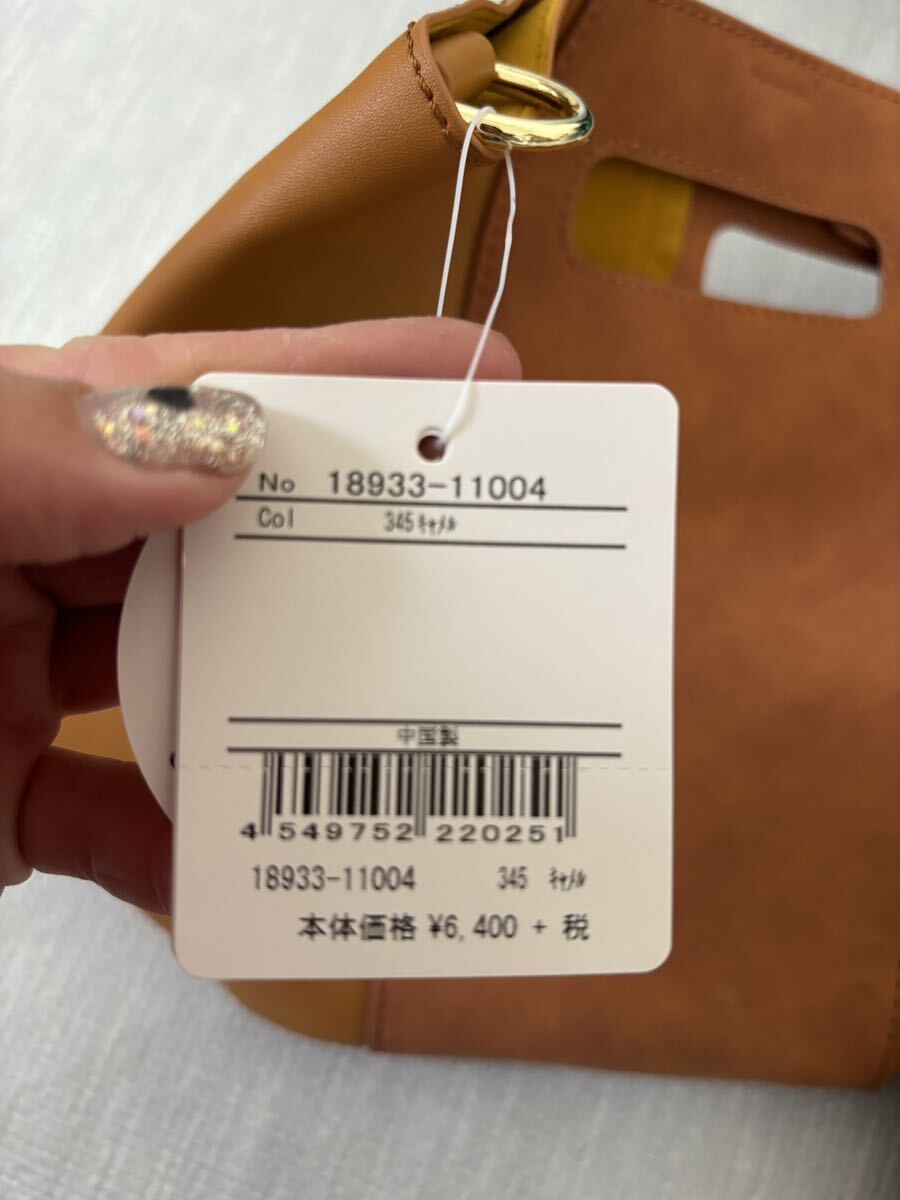 No 18933-11004
Col 345 ｷｬﾒﾙ
中国製
4 549752 220251
18933-11004 345 ｷｬﾒﾙ
本体価格 ¥6,400 + 税